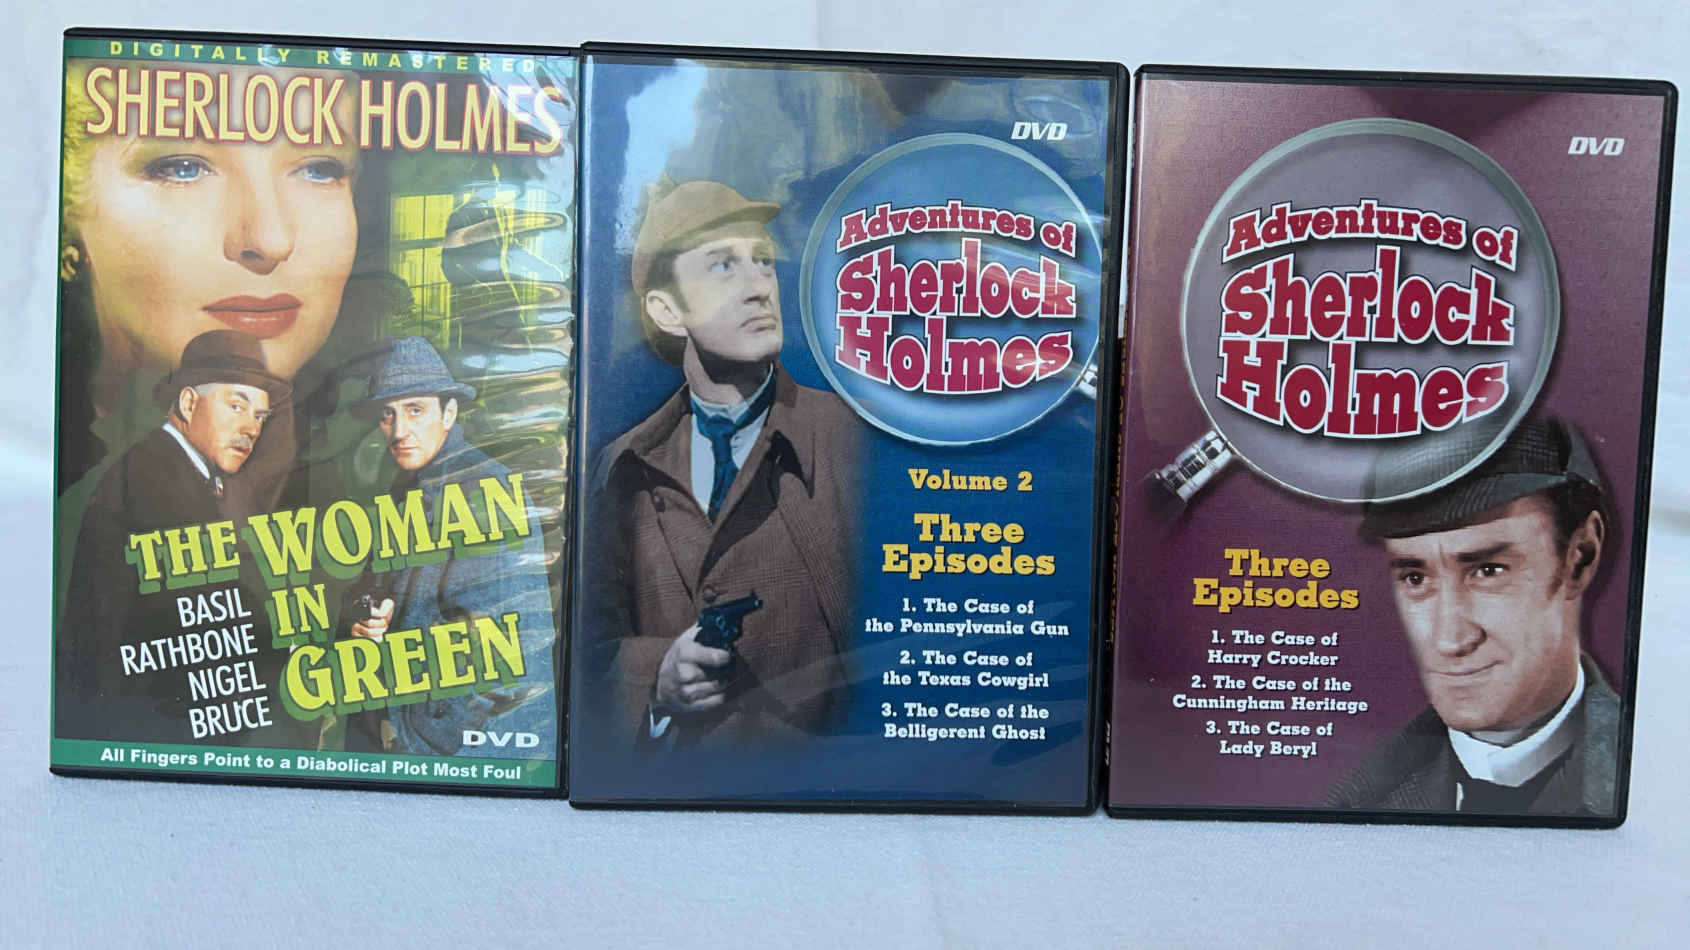 DIGITALLY REMASTERED
SHERLOCK HOLMES
THE WOMAN
IN
GREEN
BASIL
RATHBONE
NIGEL
BRUCE
DVD
All Fingers Point to a Diabolical Plot Most Foul
DVD
Adventures of
Sherlock
Holmes
Volume 2
Three
Episodes
1. The Case of
the Pennsylvania Gun
2. The Case of
the Texas Cowgirl
3. The Case of the
Belligerent Ghost
DVD
Adventures of
Sherlock
Holmes
Three
Episodes
1. The Case of
Harry Crocker
2. The Case of the
Cunningham Heritage
3. The Case of
Lady Beryl